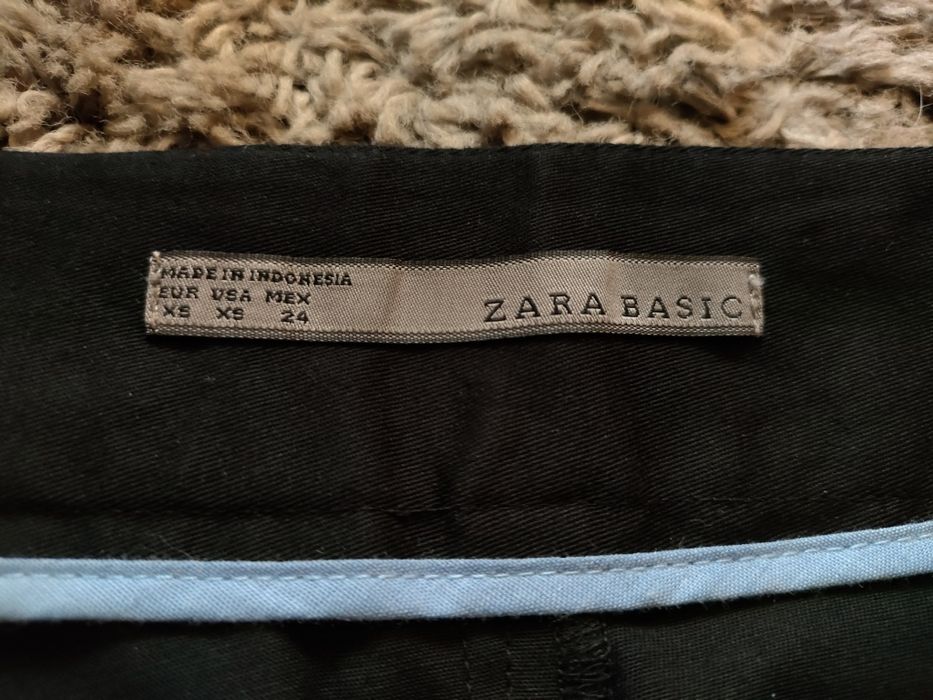 MADE IN INDONESIA
EUR USA MEX
XS XS 24
ZARA BASIC